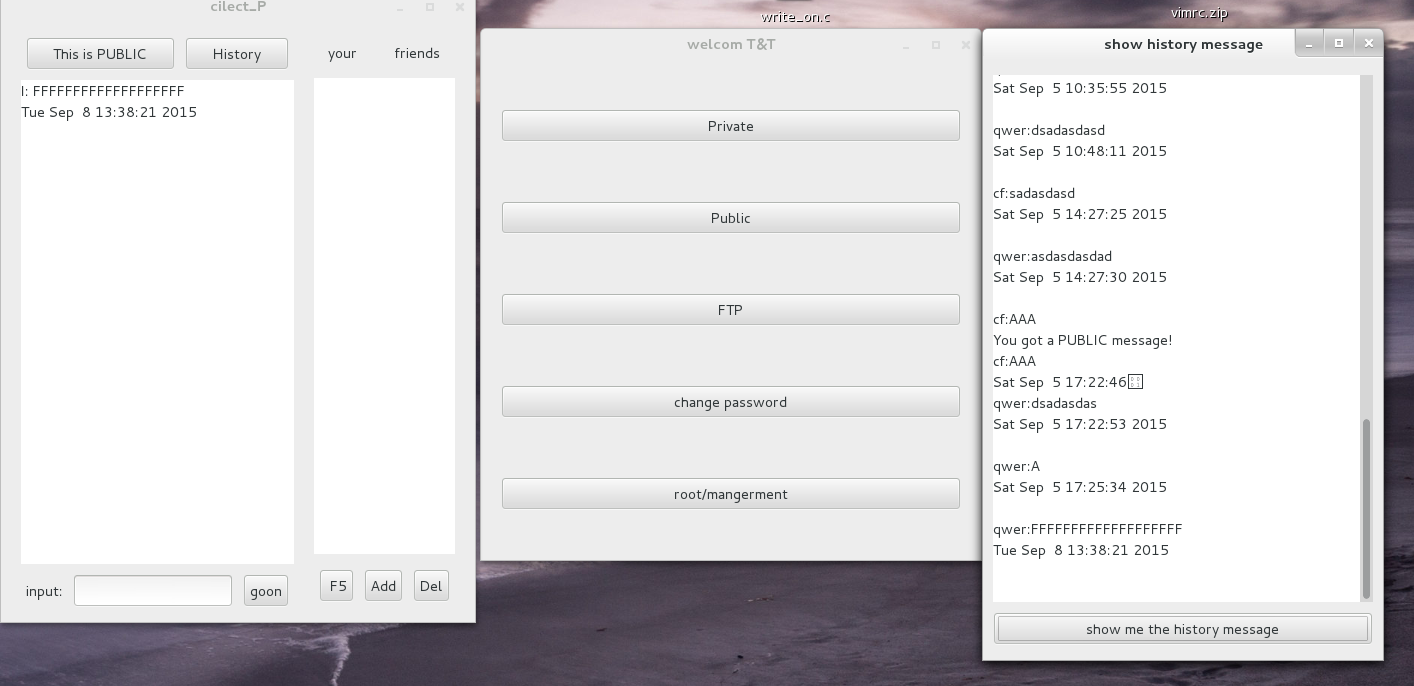 write_on.c
vimrc.zip
cilect_P
This is PUBLIC
History
your
friends
I: FFFFFFFFFFFFFFFFFFF
Tue Sep  8 13:38:21 2015
input:
goon
F5
Add
Del
welcom T&T
Private
Public
FTP
change password
root/mangerment
show history message
Sat Sep  5 10:35:55 2015
qwer:dsadasdasd
Sat Sep  5 10:48:11 2015
cf:sadasdasd
Sat Sep  5 14:27:25 2015
qwer:asdasdasdad
Sat Sep  5 14:27:30 2015
cf:AAA
You got a PUBLIC message!
cf:AAA
Sat Sep  5 17:22:46
qwer:dsadasdas
Sat Sep  5 17:22:53 2015
qwer:A
Sat Sep  5 17:25:34 2015
qwer:FFFFFFFFFFFFFFFFFFF
Tue Sep  8 13:38:21 2015
show me the history message